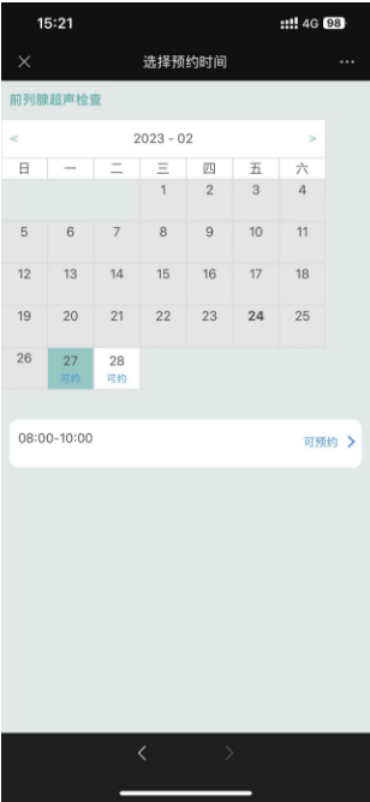 15:21 4G 98
选择预约时间
前列腺超声检查
< 2023 - 02 >
日 一 二 三 四 五 六
1 2 3 4
5 6 7 8 9 10 11
12 13 14 15 16 17 18
19 20 21 22 23 24 25
26 27 28
可约 可约
08:00-10:00 可预约